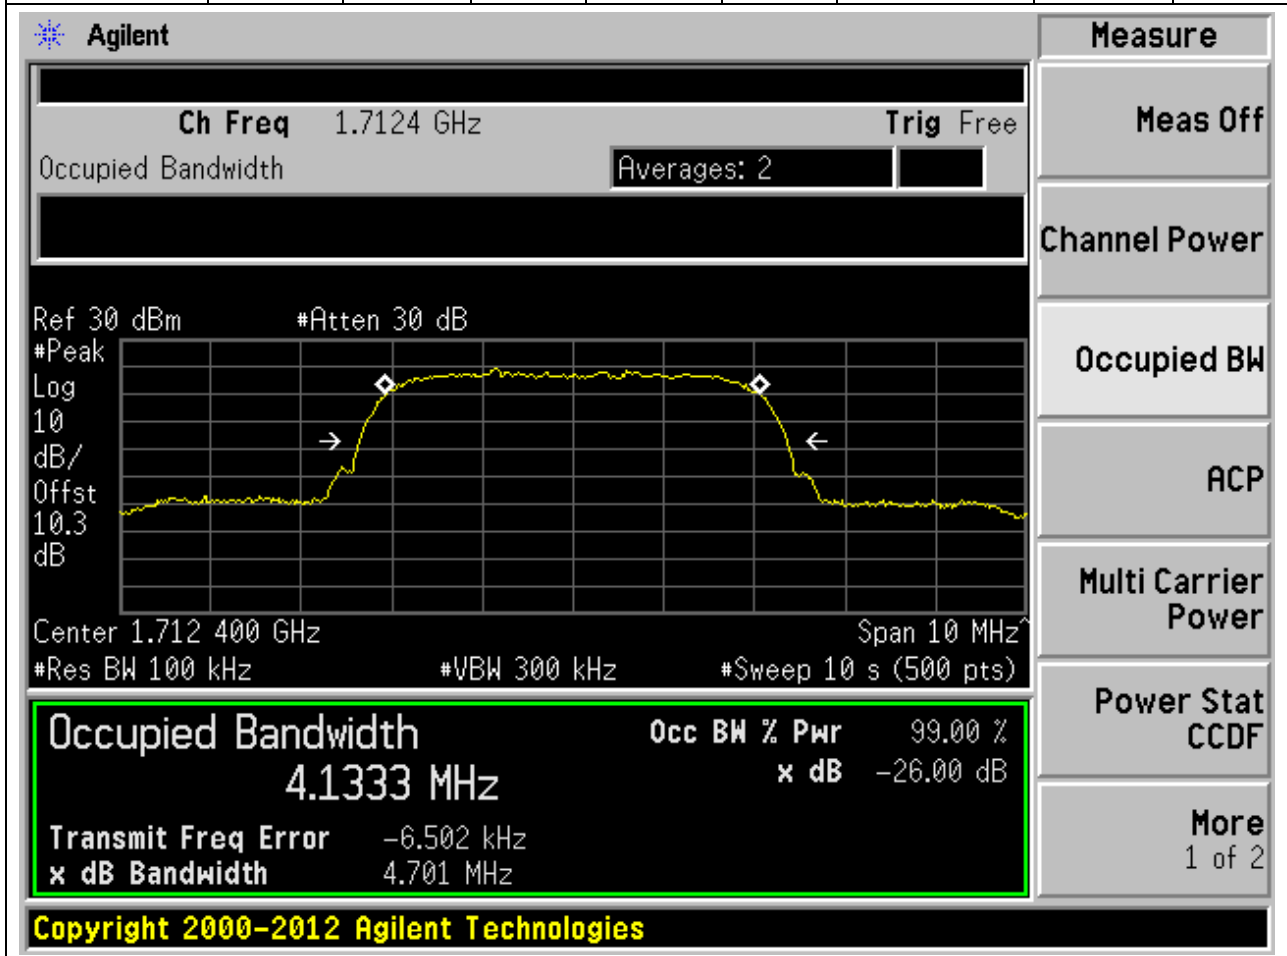 Agilent
Measure
Ch Freq 1.7124 GHz Trig Free
Meas Off
Occupied Bandwidth Averages: 2
Channel Power
Ref 30 dBm #Atten 30 dB
#Peak
Log
10
dB/
Offst
10.3
dB
Occupied BW
ACP
Multi Carrier
Power
Center 1.712 400 GHz Span 10 MHz^
#Res BW 100 kHz #VBW 300 kHz #Sweep 10 s (500 pts)
Power Stat
CCDF
Occupied Bandwidth Occ BW % Pwr 99.00 %
4.1333 MHz x dB -26.00 dB
Transmit Freq Error -6.502 kHz
x dB Bandwidth 4.701 MHz
More
1 of 2
Copyright 2000-2012 Agilent Technologies